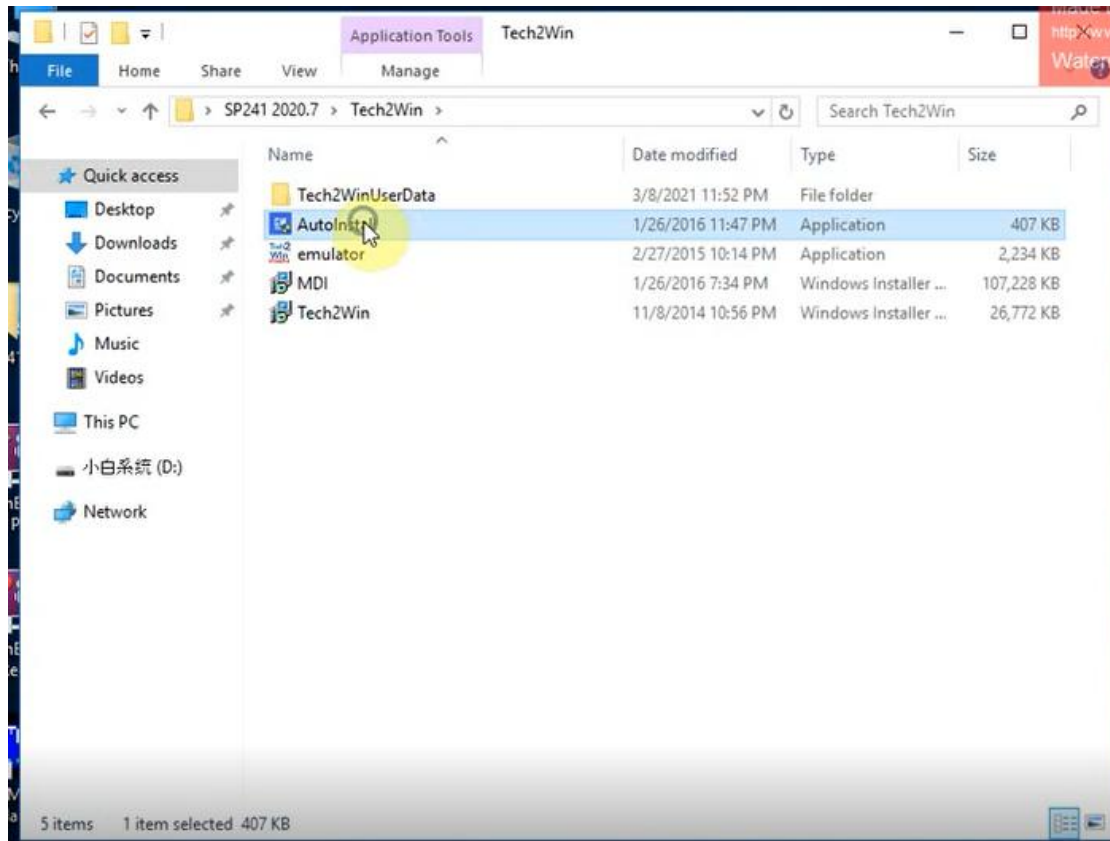 Application Tools
Tech2Win
File
Home
Share
View
Manage
SP241 2020.7 > Tech2Win >
Search Tech2Win
Name
Date modified
Type
Size
Quick access
Desktop
Downloads
Documents
Pictures
Music
Videos
This PC
小白系统 (D:)
Network
Tech2WinUserData 3/8/2021 11:52 PM File folder
AutoInstall 1/26/2016 11:47 PM Application 407 KB
emulator 2/27/2015 10:14 PM Application 2,234 KB
MDI 1/26/2016 7:34 PM Windows Installer ... 107,228 KB
Tech2Win 11/8/2014 10:56 PM Windows Installer ... 26,772 KB
5 items 1 item selected 407 KB